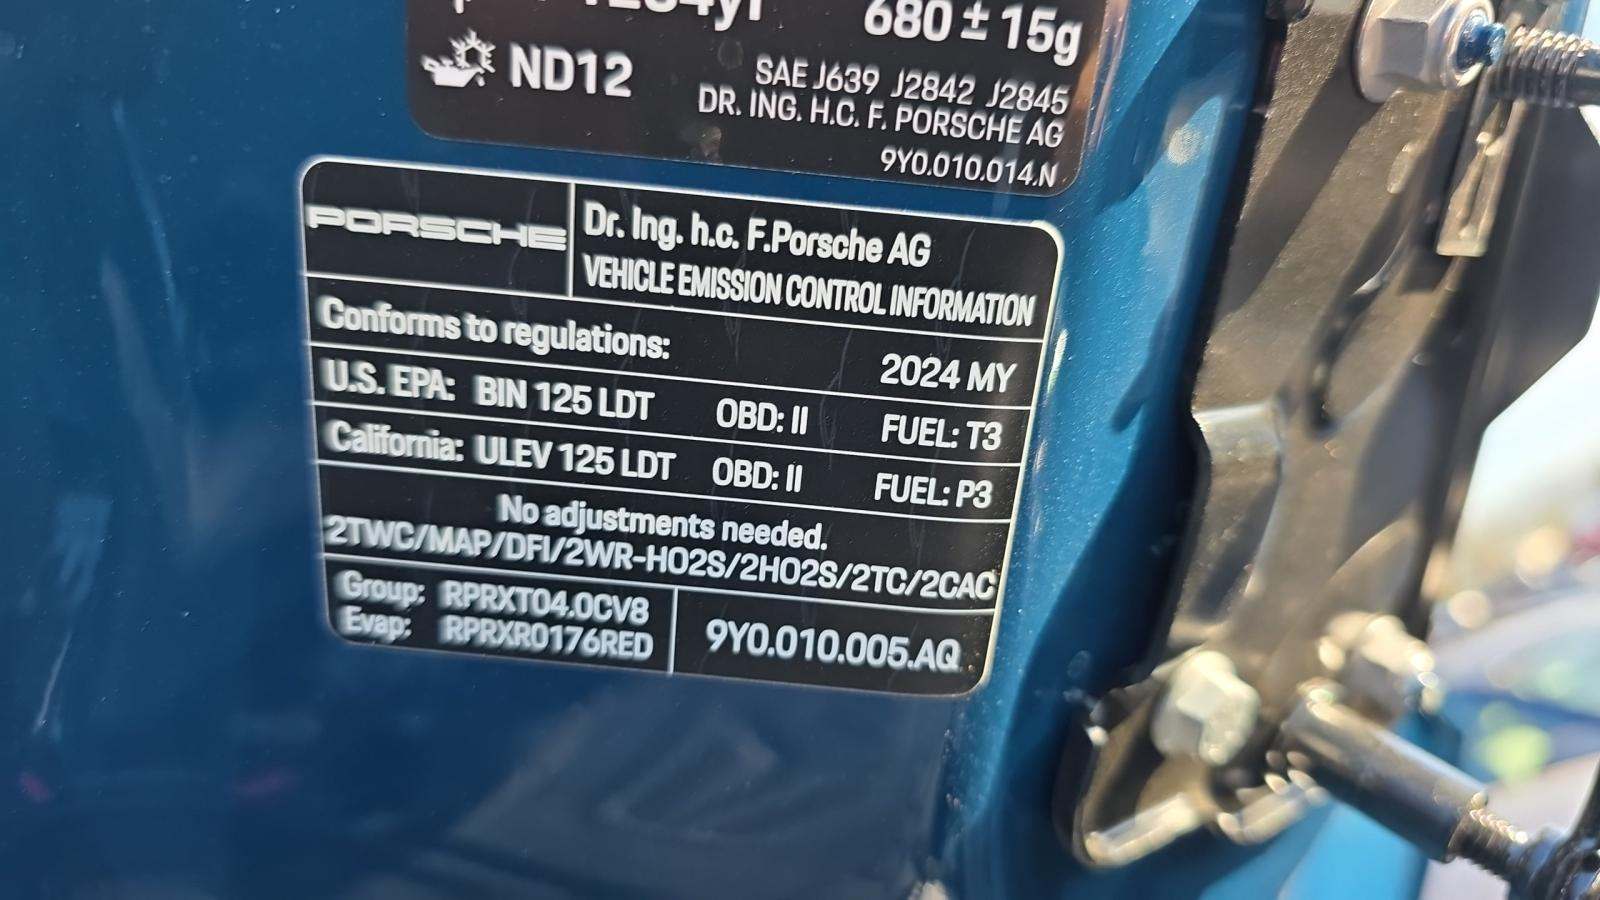 680 ± 15g
ND12
SAE J639 J2842 J2845
DR. ING. H.C. F. PORSCHE AG
9Y0.010.014.N
PORSCHE
Dr. Ing. h.c. F.Porsche AG
VEHICLE EMISSION CONTROL INFORMATION
Conforms to regulations: 2024 MY
U.S. EPA: BIN 125 LDT OBD: II FUEL: T3
California: ULEV 125 LDT OBD: II FUEL: P3
No adjustments needed.
2TWC/MAP/DFI/2WR-HO2S/2HO2S/2TC/2CAC
Group: RPRXT04.0CV8
Evap: RPRXR0176RED
9Y0.010.005.AQ